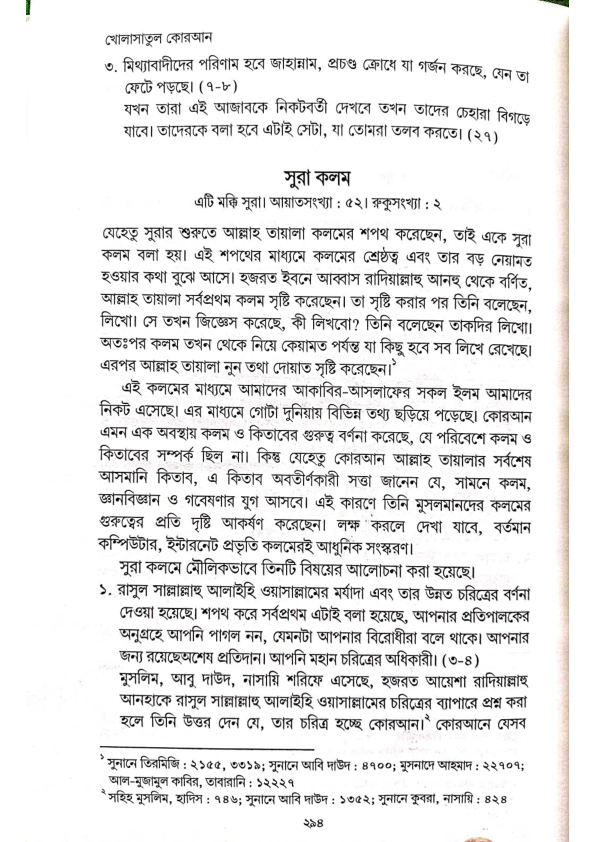 খোলাসাতুল কোরআন
৩. মিথ্যাবাদীদের পরিণাম হবে জাহান্নাম, প্রচণ্ড ক্রোধে যা গর্জন করছে, যেন তা
ফেটে পড়ছে। (৭-৮)
যখন তারা এই আজাবকে নিকটবর্তী দেখবে তখন তাদের চেহারা বিগড়ে
যাবে। তাদেরকে বলা হবে এটাই সেটা, যা তোমরা তলব করতে। (২৭)
সুরা কলম
এটি মক্কি সুরা। আয়াতসংখ্যা : ৫২। রুকুসংখ্যা : ২
যেহেতু সুরার শুরুতে আল্লাহ তায়ালা কলমের শপথ করেছেন, তাই একে সুরা
কলম বলা হয়। এই শপথের মাধ্যমে কলমের শ্রেষ্ঠত্ব এবং তার বড় নেয়ামত
হওয়ার কথা বুঝে আসে। হজরত ইবনে আব্বাস রাদিয়াল্লাহু আনহু থেকে বর্ণিত,
আল্লাহ তায়ালা সর্বপ্রথম কলম সৃষ্টি করেছেন। তা সৃষ্টি করার পর তিনি বলেছেন,
লিখো। সে তখন জিজ্ঞেস করেছে, কী লিখবো? তিনি বলেছেন তাকদির লিখো।
অতঃপর কলম তখন থেকে নিয়ে কেয়ামত পর্যন্ত যা কিছু হবে সব লিখে রেখেছে।
এরপর আল্লাহ তায়ালা নুন তথা দোয়াত সৃষ্টি করেছেন।১
এই কলমের মাধ্যমে আমাদের আকাবির-আসলাফের সকল ইলম আমাদের
নিকট এসেছে। এর মাধ্যমে গোটা দুনিয়ায় বিভিন্ন তথ্য ছড়িয়ে পড়েছে। কোরআন
এমন এক অবস্থায় কলম ও কিতাবের গুরুত্ব বর্ণনা করেছে, যে পরিবেশে কলম ও
কিতাবের সম্পর্ক ছিল না। কিন্তু যেহেতু কোরআন আল্লাহ তায়ালার সর্বশেষ
আসমানি কিতাব, এ কিতাব অবতীর্ণকারী সত্তা জানেন যে, সামনে কলম,
জ্ঞানবিজ্ঞান ও গবেষণার যুগ আসবে। এই কারণে তিনি মুসলমানদের কলমের
গুরুত্বের প্রতি দৃষ্টি আকর্ষণ করেছেন। লক্ষ করলে দেখা যাবে, বর্তমান
কম্পিউটার, ইন্টারনেট প্রভৃতি কলমেরই আধুনিক সংস্করণ।
সুরা কলমে মৌলিকভাবে তিনটি বিষয়ের আলোচনা করা হয়েছে।
১. রাসুল সাল্লাল্লাহু আলাইহি ওয়াসাল্লামের মর্যাদা এবং তার উন্নত চরিত্রের বর্ণনা
দেওয়া হয়েছে। শপথ করে সর্বপ্রথম এটাই বলা হয়েছে, আপনার প্রতিপালকের
অনুগ্রহে আপনি পাগল নন, যেমনটা আপনার বিরোধীরা বলে থাকে। আপনার
জন্য রয়েছেঅশেষ প্রতিদান। আপনি মহান চরিত্রের অধিকারী। (৩-৪)
মুসলিম, আবু দাউদ, নাসায়ি শরিফে এসেছে, হজরত আয়েশা রাদিয়াল্লাহু
আনহাকে রাসুল সাল্লাল্লাহু আলাইহি ওয়াসাল্লামের চরিত্রের ব্যাপারে প্রশ্ন করা
হলে তিনি উত্তর দেন যে, তার চরিত্র হচ্ছে কোরআন।২ কোরআনে যেসব
১ সুনানে তিরমিজি : ২১৫৫, ৩৩১৯; সুনানে আবি দাউদ : ৪৭০০; মুসনাদে আহমাদ : ২২৭০৭;
আল-মুজামুল কাবির, তাবারানি : ১২২২৭
২ সহিহ মুসলিম, হাদিস : ৭৪৬; সুনানে আবি দাউদ : ১৩৫২; সুনানে কুবরা, নাসায়ি : ৪২৪
২৯৪